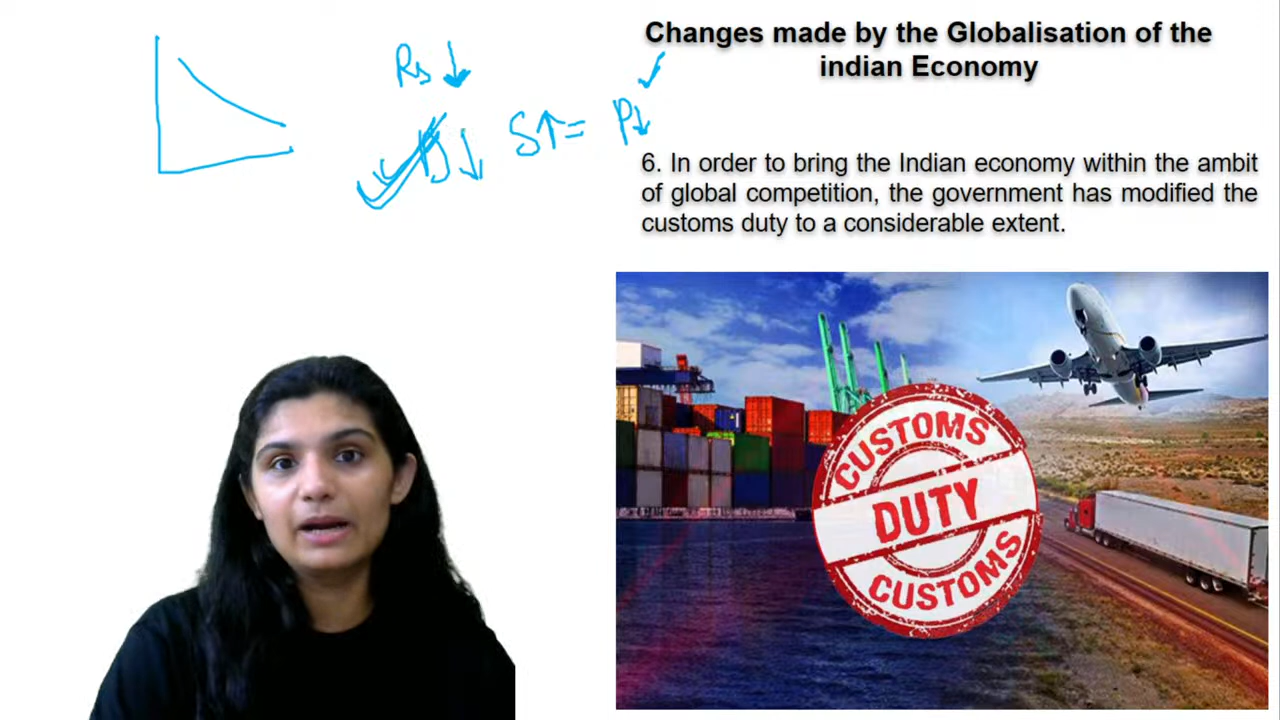 Changes made by the Globalisation of the
indian Economy
Rs ↓
D ↓ S↑ = P↓
6. In order to bring the Indian economy within the ambit
of global competition, the government has modified the
customs duty to a considerable extent.
CUSTOMS
DUTY
CUSTOMS